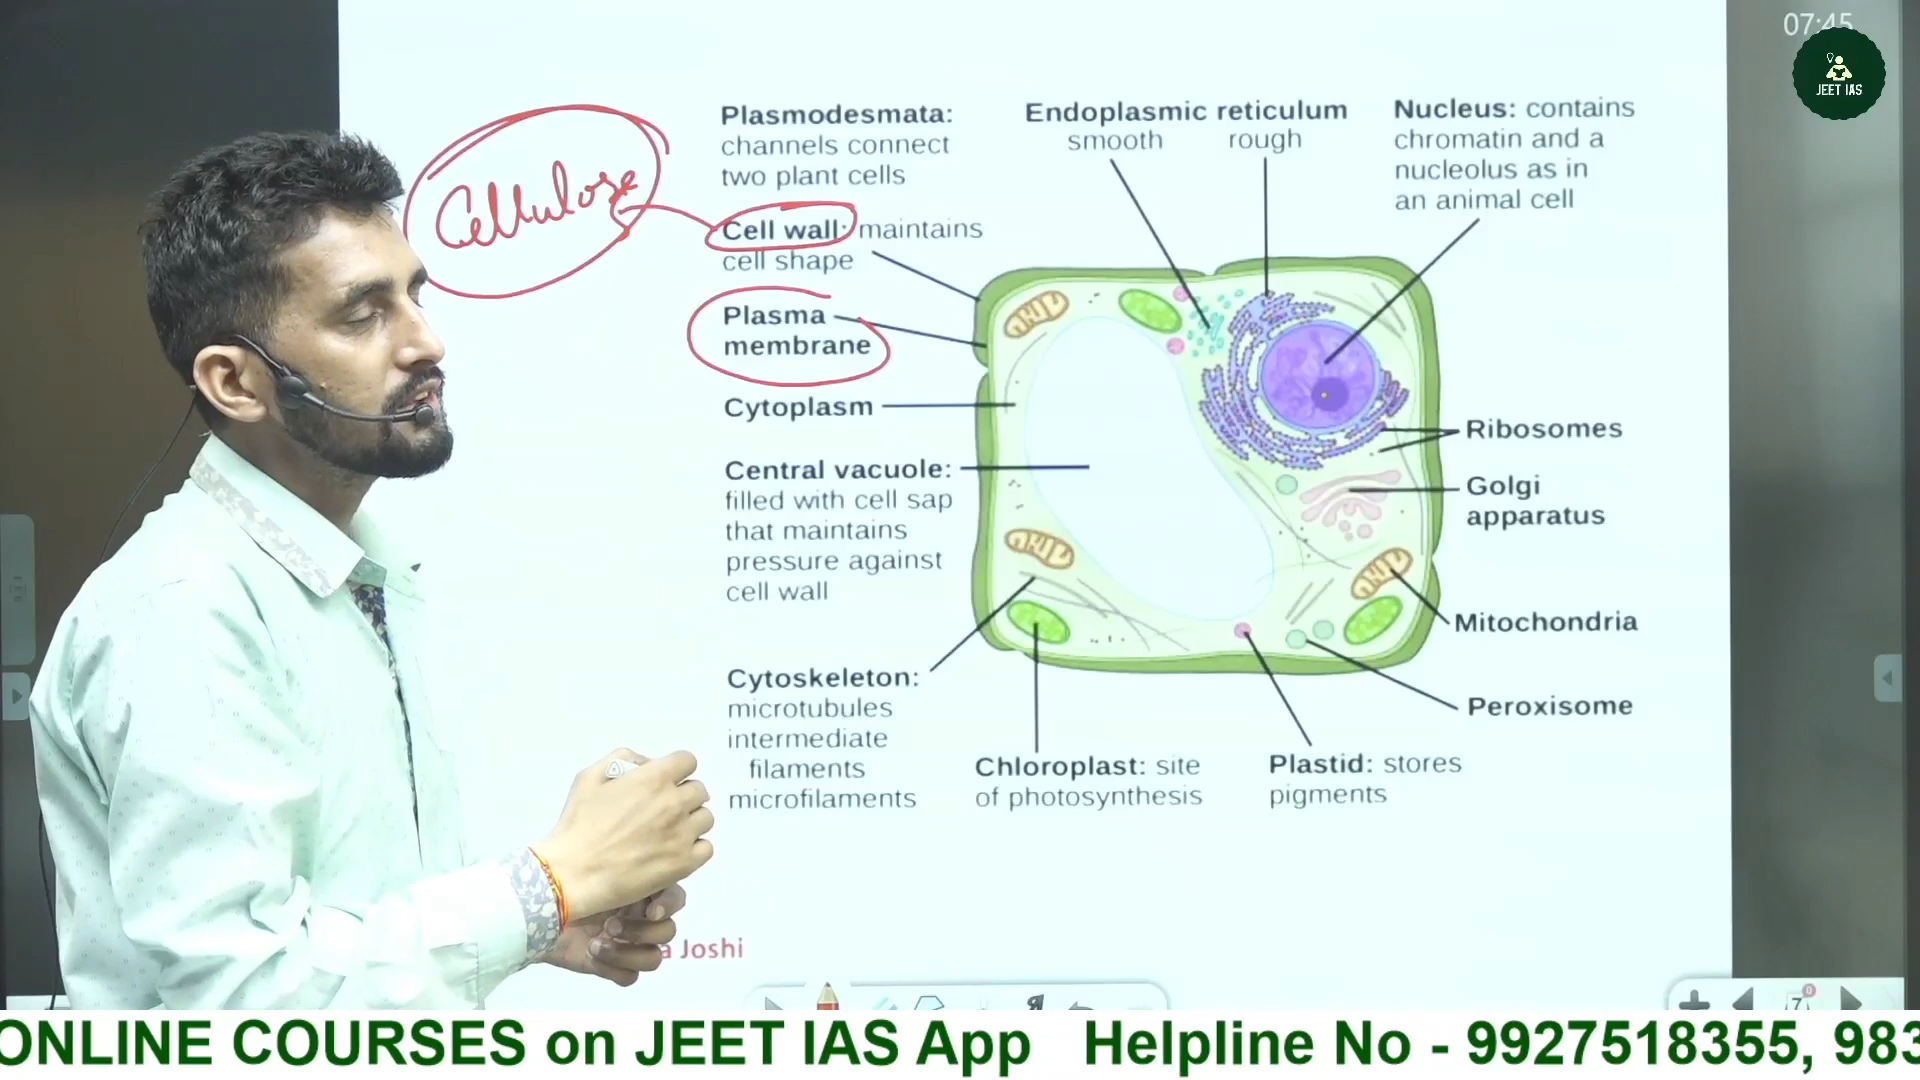 07:45
JEET IAS
Plasmodesmata:
channels connect
two plant cells
Cellulose
Cell wall: maintains
cell shape
Plasma
membrane
Cytoplasm
Central vacuole:
filled with cell sap
that maintains
pressure against
cell wall
Cytoskeleton:
microtubules
intermediate
filaments
microfilaments
Endoplasmic reticulum
smooth rough
Nucleus: contains
chromatin and a
nucleolus as in
an animal cell
Ribosomes
Golgi
apparatus
Mitochondria
Peroxisome
Chloroplast: site
of photosynthesis
Plastid: stores
pigments
a Joshi
7
0
ONLINE COURSES on JEET IAS App Helpline No - 9927518355, 983